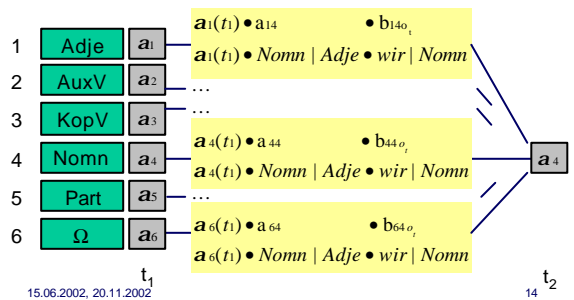 a₁(t₁) • a₁₄ • b₁₄ₒₜ
1 Adje a₁
a₁(t₁) • Nomn | Adje • wir | Nomn
2 AuxV a₂ …
3 KopV a₃ …
a₄(t₁) • a₄₄ • b₄₄ₒₜ
4 Nomn a₄ a₄
a₄(t₁) • Nomn | Adje • wir | Nomn
5 Part a₅ …
a₆(t₁) • a₆₄ • b₆₄ₒₜ
6 Ω a₆
a₆(t₁) • Nomn | Adje • wir | Nomn
t₁ t₂
15.06.2002, 20.11.2002 14